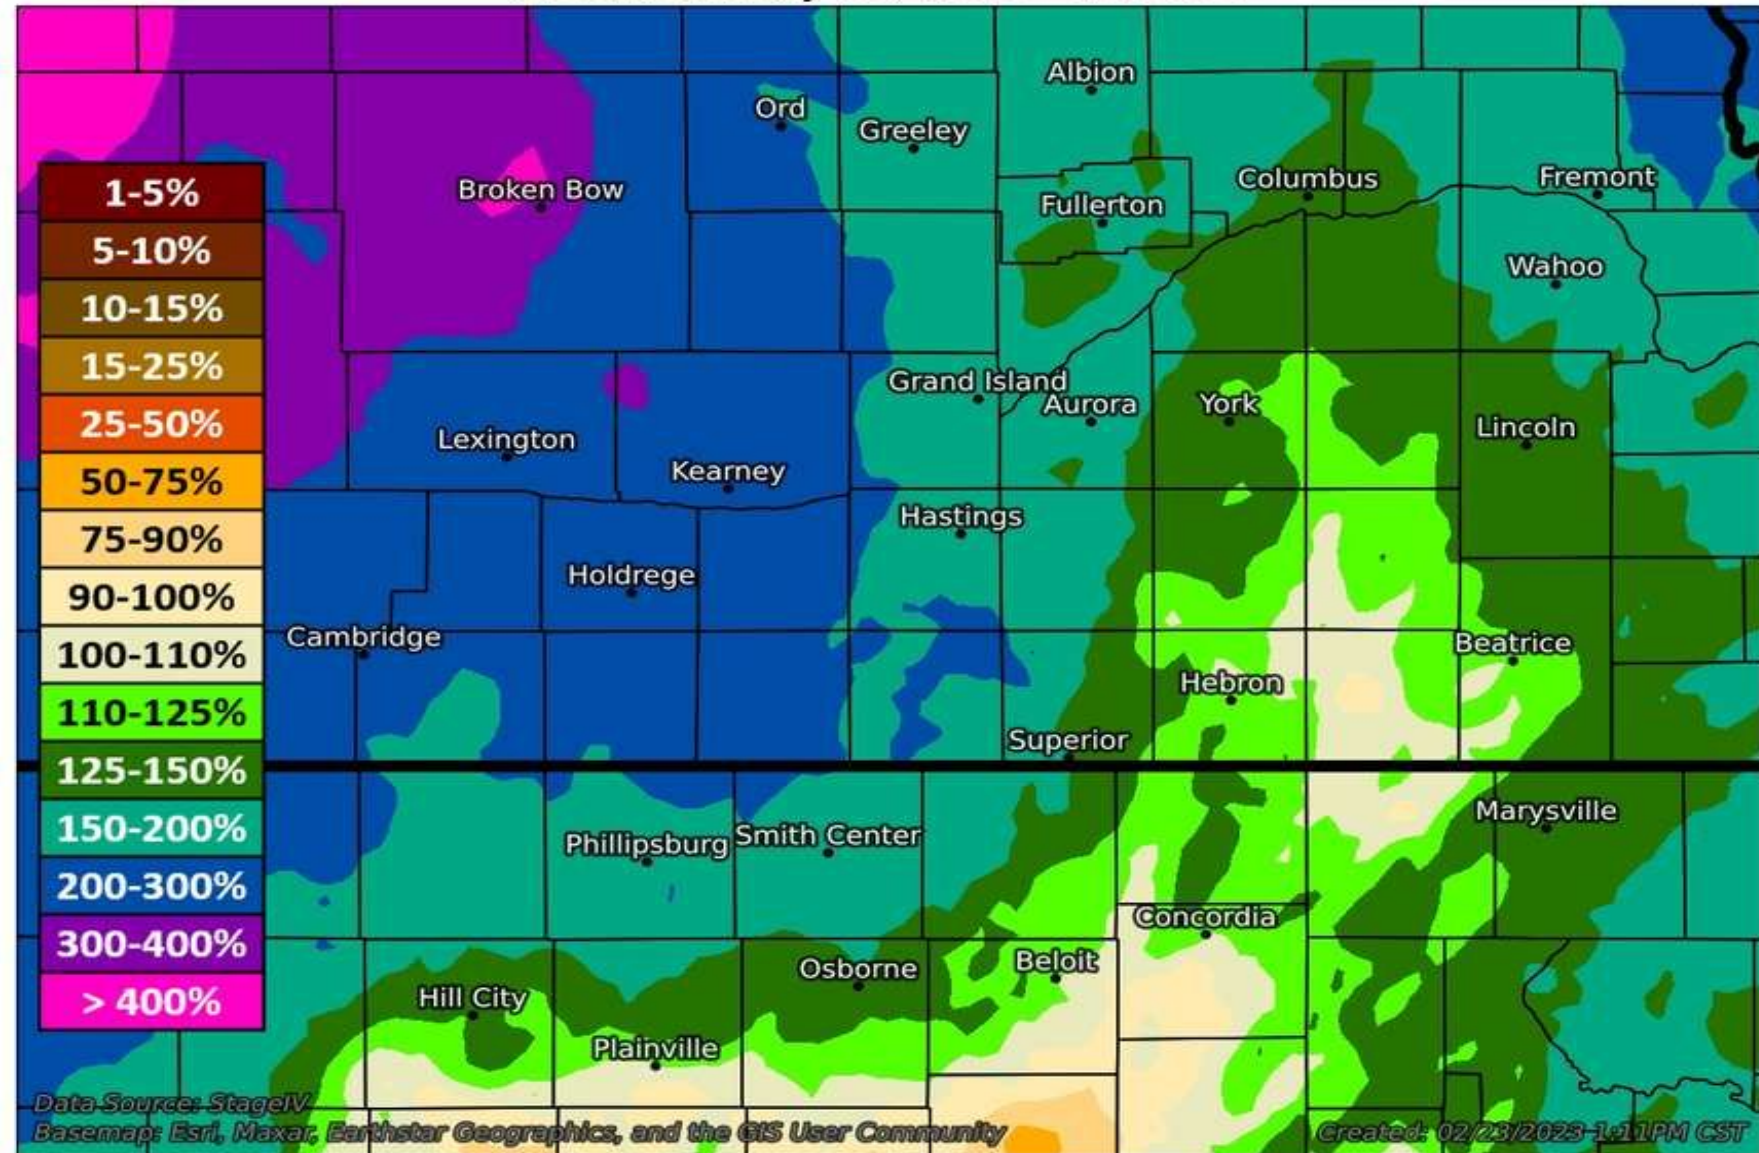 Albion
Ord
Greeley
Broken Bow
Columbus
Fremont
Fullerton
Wahoo
Grand Island
Aurora
York
Lincoln
Lexington
Kearney
Hastings
Holdrege
Cambridge
Beatrice
Hebron
Superior
Marysville
Phillipsburg
Smith Center
Concordia
Osborne
Beloit
Hill City
Plainville
1-5%
5-10%
10-15%
15-25%
25-50%
50-75%
75-90%
90-100%
100-110%
110-125%
125-150%
150-200%
200-300%
300-400%
> 400%
Data Source: StageIV
Basemap: Esri, Maxar, Earthstar Geographics, and the GIS User Community
Created: 02/23/2023 1:11PM CST